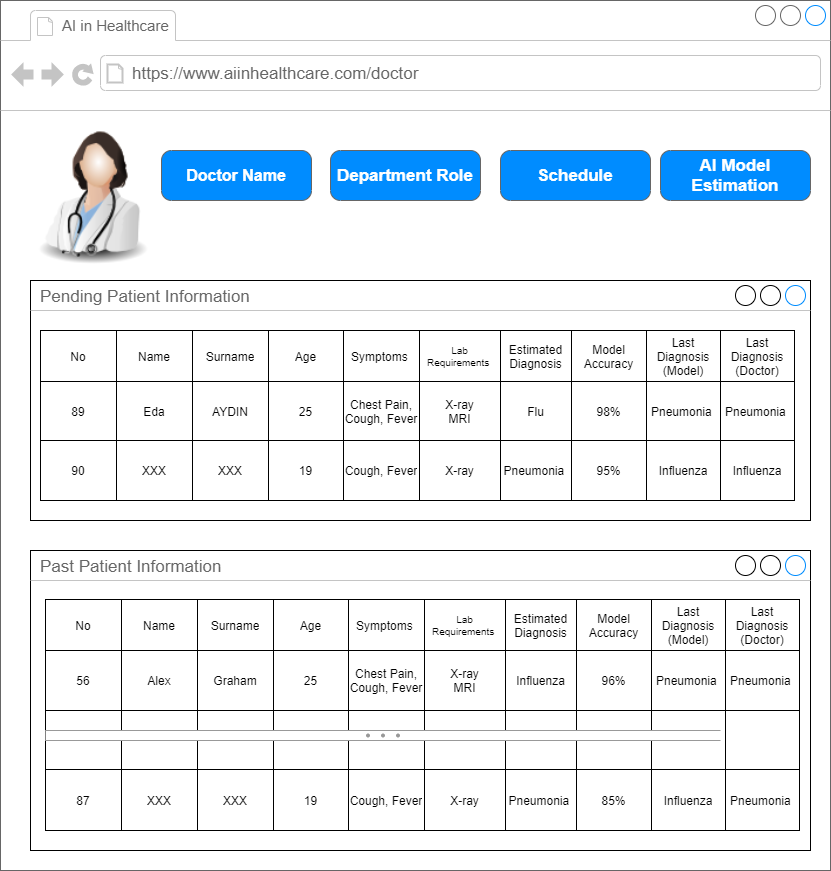 AI in Healthcare
https://www.aiinhealthcare.com/doctor
Doctor Name
Department Role
Schedule
AI Model
Estimation
Pending Patient Information
No
Name
Surname
Age
Symptoms
Lab
Requirements
Estimated
Diagnosis
Model
Accuracy
Last
Diagnosis
(Model)
Last
Diagnosis
(Doctor)
89
Eda
AYDIN
25
Chest Pain,
Cough, Fever
X-ray
MRI
Flu
98%
Pneumonia
Pneumonia
90
XXX
XXX
19
Cough, Fever
X-ray
Pneumonia
95%
Influenza
Influenza
Past Patient Information
No
Name
Surname
Age
Symptoms
Lab
Requirements
Estimated
Diagnosis
Model
Accuracy
Last
Diagnosis
(Model)
Last
Diagnosis
(Doctor)
56
Alex
Graham
25
Chest Pain,
Cough, Fever
X-ray
MRI
Influenza
96%
Pneumonia
Pneumonia
87
XXX
XXX
19
Cough, Fever
X-ray
Pneumonia
85%
Influenza
Pneumonia